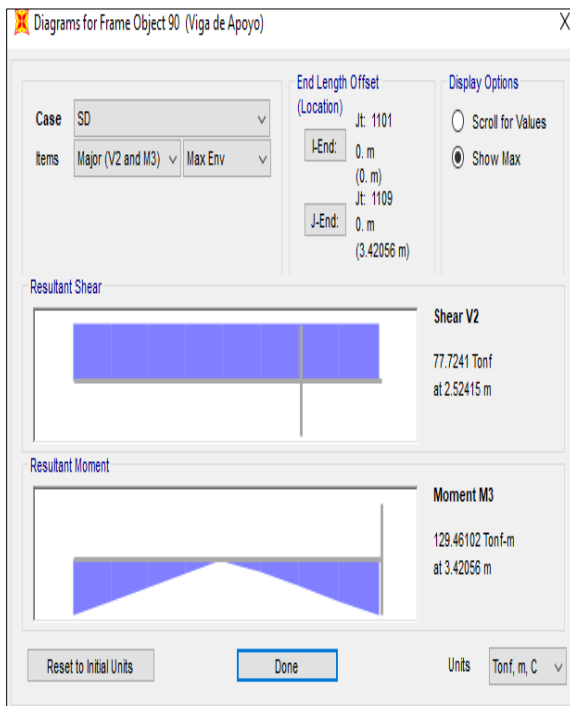 Diagrams for Frame Object 90 (Viga de Apoyo)
X
Case
SD
Items
Major (V2 and M3)
Max Env
End Length Offset
(Location)
Jt: 1101
I-End:
0. m
(0. m)
Jt: 1109
J-End:
0. m
(3.42056 m)
Display Options
Scroll for Values
Show Max
Resultant Shear
Shear V2
77.7241 Tonf
at 2.52415 m
Resultant Moment
Moment M3
129.46102 Tonf-m
at 3.42056 m
Reset to Initial Units
Done
Units
Tonf, m, C